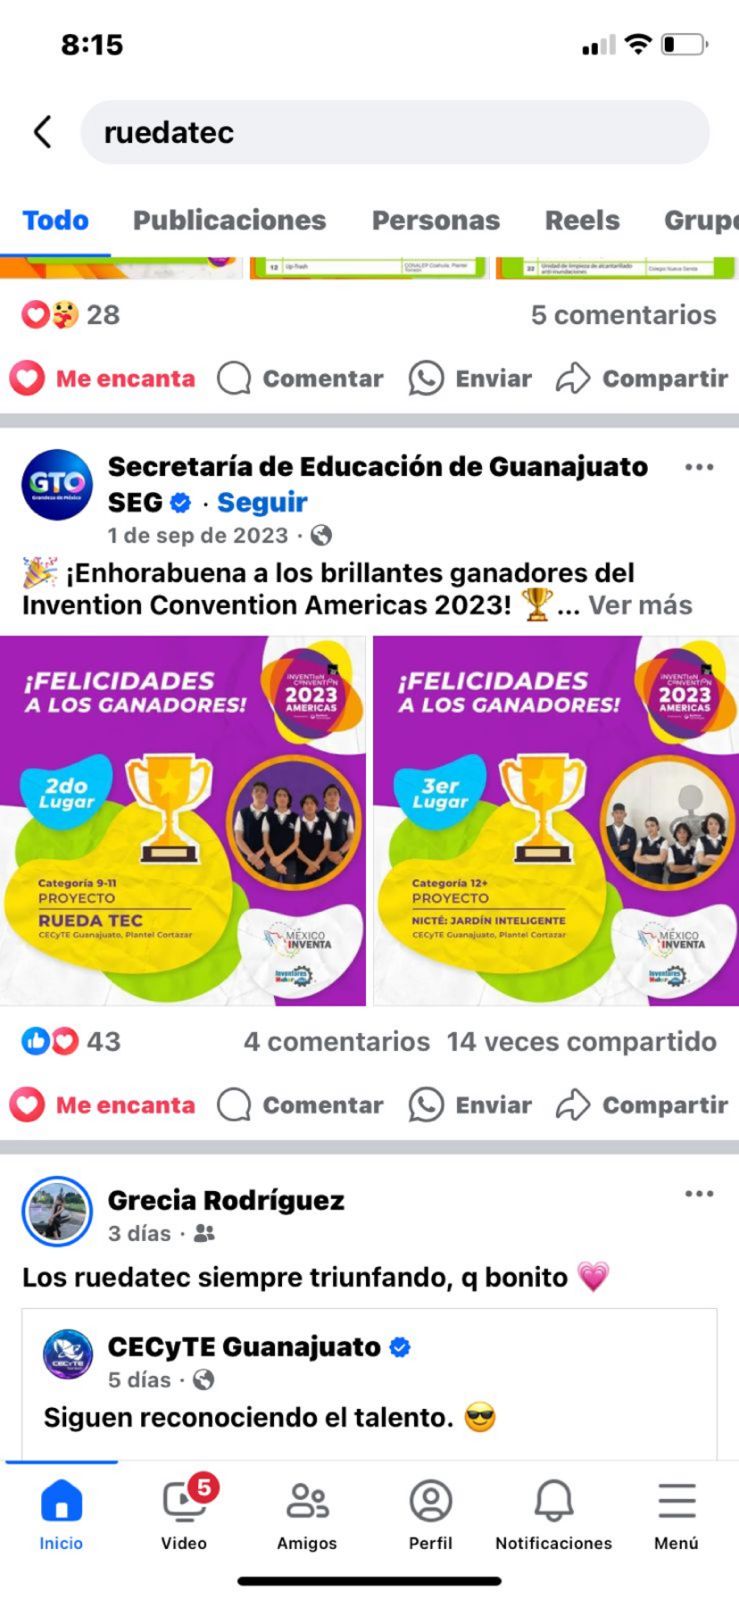 8:15
ruedatec
Todo Publicaciones Personas Reels Grupo
12 Up-Trash CONALEP Coahuila, Plantel Torreón
22 Unidad de limpieza de alcantarillado anti-inundaciones Colegio Nueva Senda
28 5 comentarios
Me encanta Comentar Enviar Compartir
GTO
Grandeza de México
Secretaría de Educación de Guanajuato
SEG · Seguir
1 de sep de 2023 ·
¡Enhorabuena a los brillantes ganadores del
Invention Convention Americas 2023! ... Ver más
¡FELICIDADES
A LOS GANADORES!
INVENTION
CONVENTION
2023
AMERICAS
2do
Lugar
Categoría 9-11
PROYECTO
RUEDA TEC
CECyTE Guanajuato, Plantel Cortazar
MÉXICO
INVENTA
Inventores
Maker
¡FELICIDADES
A LOS GANADORES!
INVENTION
CONVENTION
2023
AMERICAS
3er
Lugar
Categoría 12+
PROYECTO
NICTÉ: JARDÍN INTELIGENTE
CECyTE Guanajuato, Plantel Cortazar
MÉXICO
INVENTA
Inventores
Maker
43 4 comentarios 14 veces compartido
Me encanta Comentar Enviar Compartir
Grecia Rodríguez
3 días ·
Los ruedatec siempre triunfando, q bonito
CECyTE
CECyTE Guanajuato
5 días ·
Siguen reconociendo el talento.
5
Inicio Video Amigos Perfil Notificaciones Menú